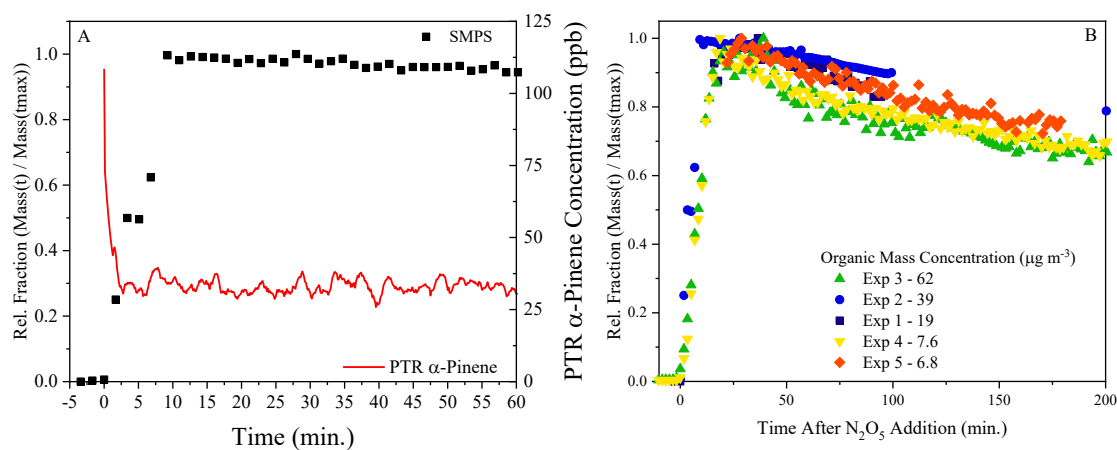 A
SMPS
PTR α-Pinene
Rel. Fraction (Mass(t) / Mass(tmax))
0.0
0.2
0.4
0.6
0.8
1.0
-5
0
5
10
15
20
25
30
35
40
45
50
55
60
Time (min.)
0
25
50
75
100
125
PTR α-Pinene Concentration (ppb)
B
Rel. Fraction (Mass(t) / Mass(tmax))
0.0
0.2
0.4
0.6
0.8
1.0
Organic Mass Concentration (μg m-3)
Exp 3 - 62
Exp 2 - 39
Exp 1 - 19
Exp 4 - 7.6
Exp 5 - 6.8
0
50
100
150
200
Time After N2O5 Addition (min.)